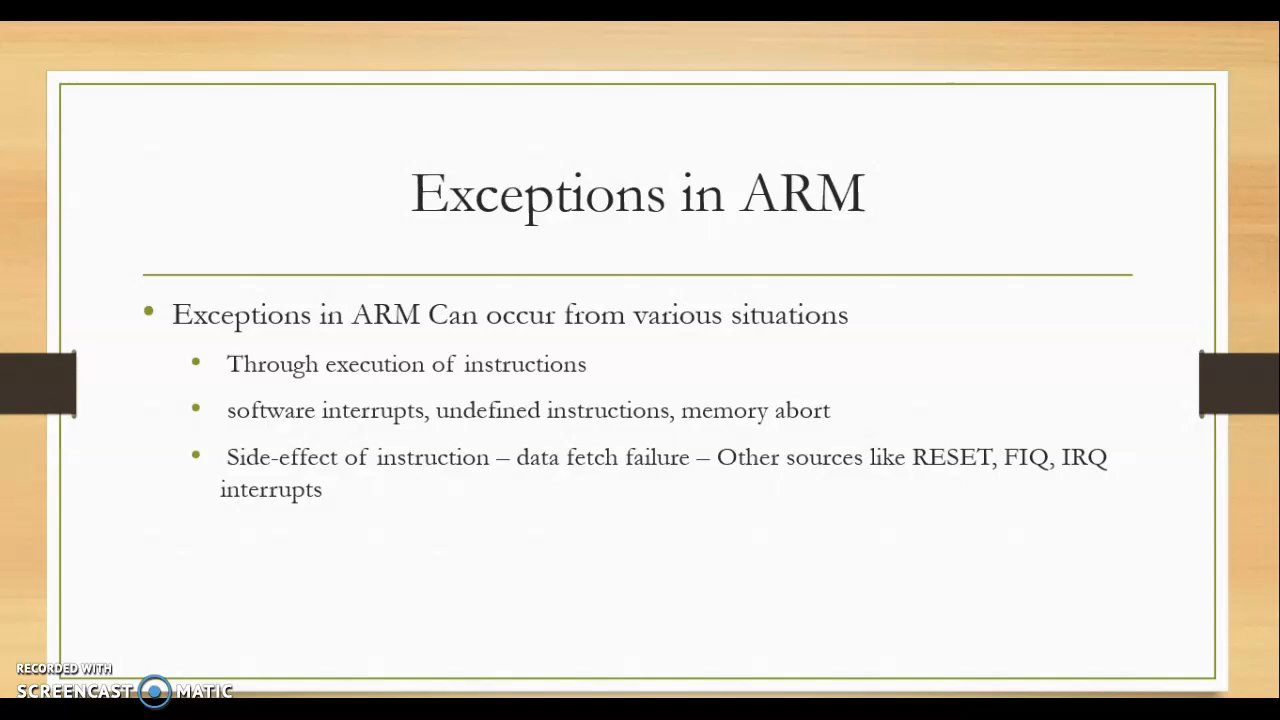 Exceptions in ARM
• Exceptions in ARM Can occur from various situations
• Through execution of instructions
• software interrupts, undefined instructions, memory abort
• Side-effect of instruction – data fetch failure – Other sources like RESET, FIQ, IRQ
interrupts
RECORDED WITH
SCREENCAST MATIC